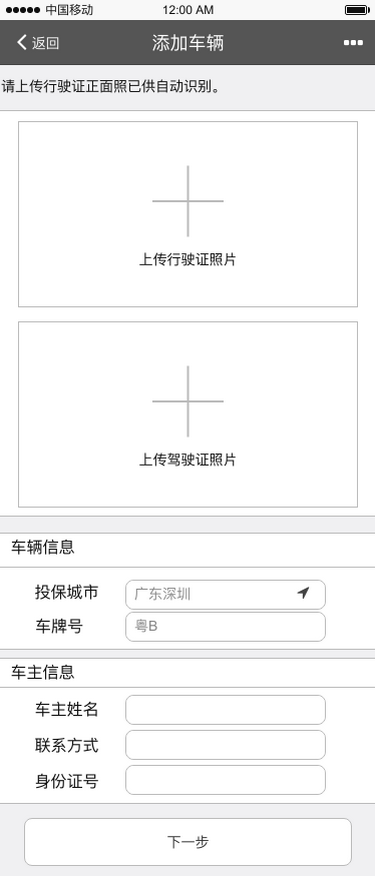 中国移动 12:00 AM
返回 添加车辆
请上传行驶证正面照已供自动识别。
上传行驶证照片
上传驾驶证照片
车辆信息
投保城市 广东深圳
车牌号 粤B
车主信息
车主姓名
联系方式
身份证号
下一步